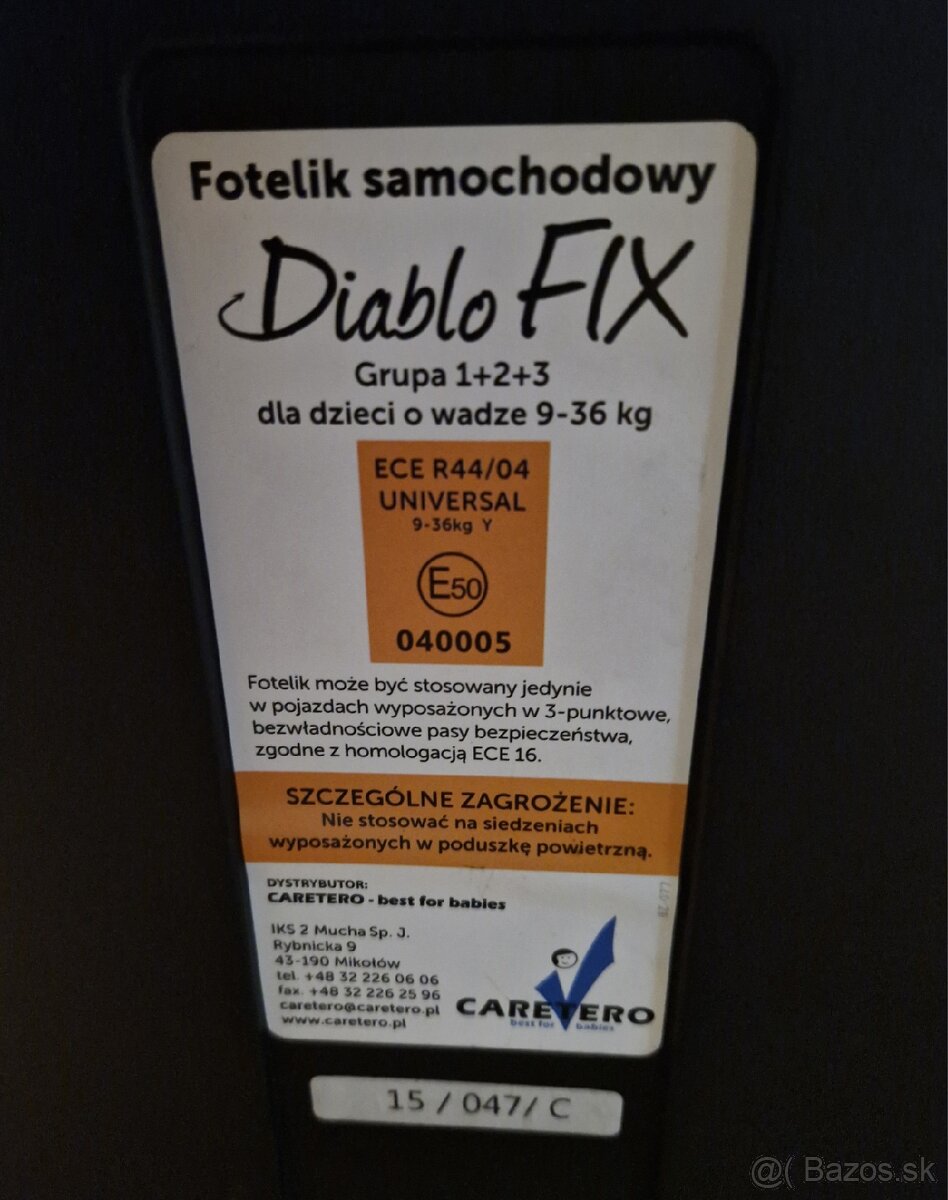 Fotelik samochodowy
Diablo FIX
Grupa 1+2+3
dla dzieci o wadze 9-36 kg
ECE R44/04
UNIVERSAL
9-36kg Y
E50
040005
Fotelik może być stosowany jedynie
w pojazdach wyposażonych w 3-punktowe,
bezwładnościowe pasy bezpieczeństwa,
zgodne z homologacją ECE 16.
SZCZEGÓLNE ZAGROŻENIE:
Nie stosować na siedzeniach
wyposażonych w poduszkę powietrzną.
DYSTRYBUTOR:
CARETERO - best for babies
IKS 2 Mucha Sp. J.
Rybnicka 9
43-190 Mikołów
tel. +48 32 226 06 06
fax. +48 32 226 25 96
caretero@caretero.pl
www.caretero.pl
CARETERO
best for babies
15 / 047/ C
@( Bazos.sk